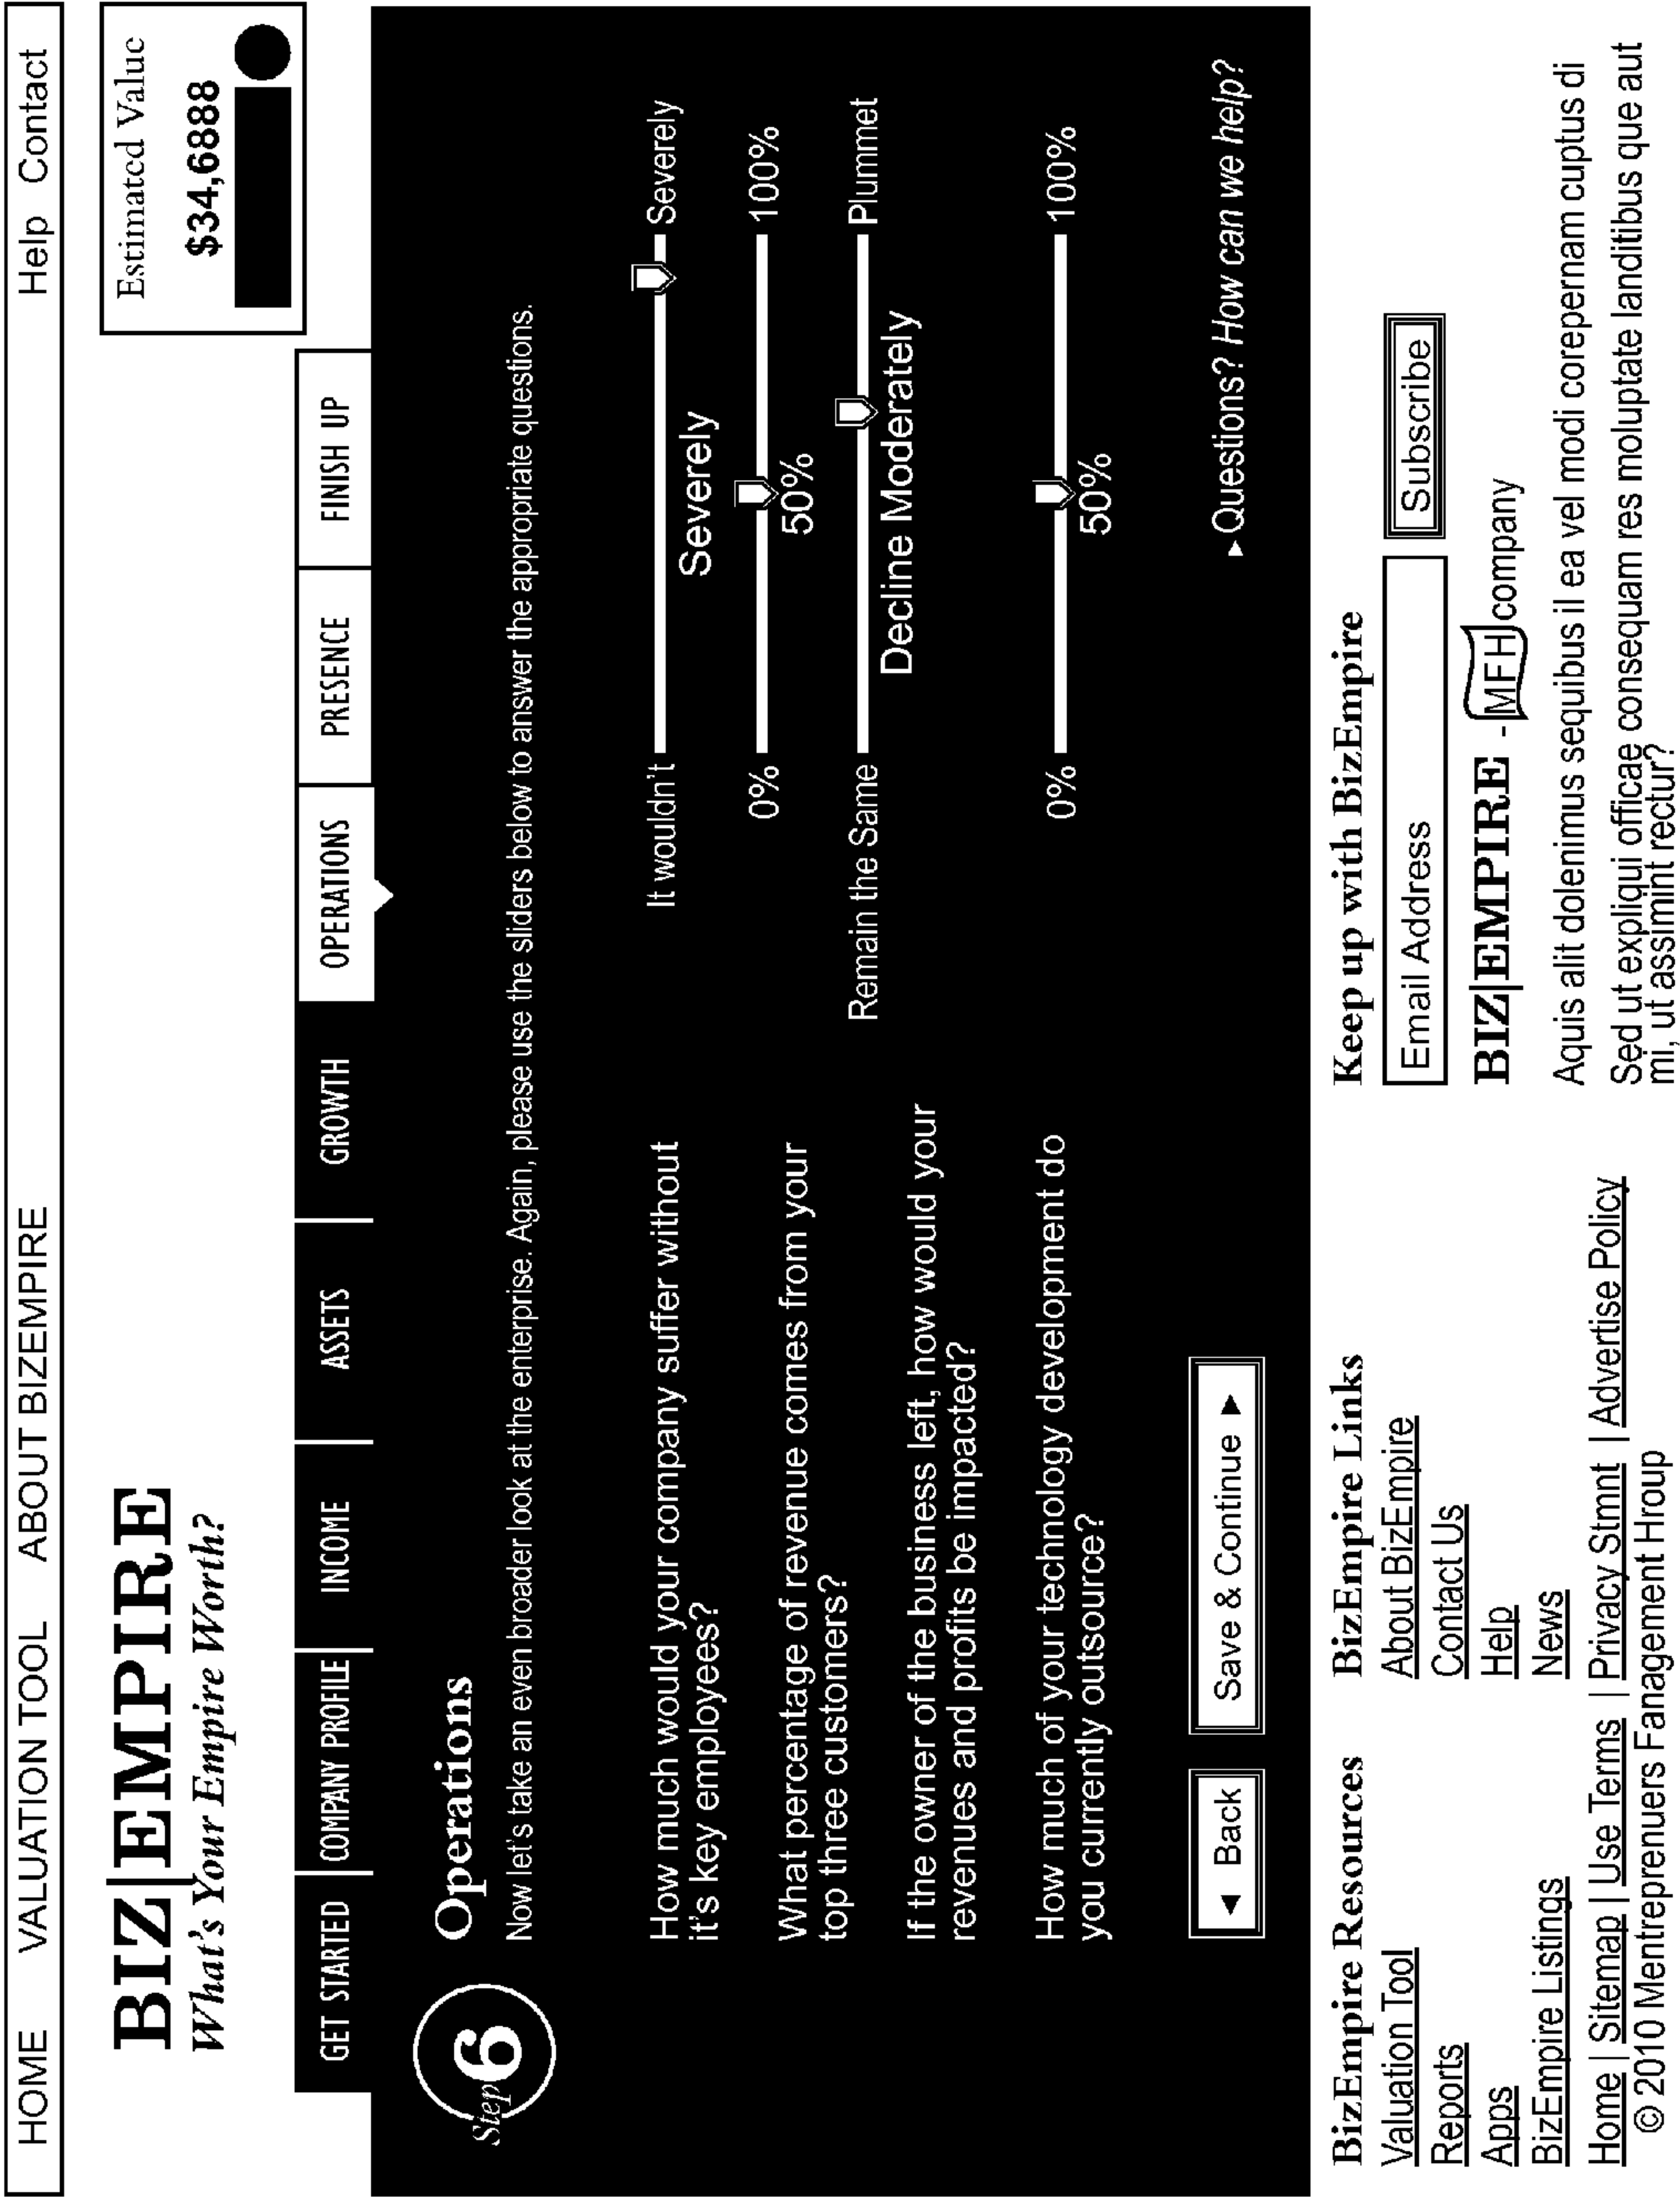 HOME VALUATION TOOL ABOUT BIZEMPIRE Help Contact
BIZ|EMPIRE
What's Your Empire Worth?
Estimated Value
$34,6888
GET STARTED COMPANY PROFILE INCOME ASSETS GROWTH OPERATIONS PRESENCE FINISH UP
Step 6
Operations
Now let's take an even broader look at the enterprise. Again, please use the sliders below to answer the appropriate questions.
How much would your company suffer without
it's key employees?
It wouldn't Severely
Severely
What percentage of revenue comes from your
top three customers?
0% 100%
50%
If the owner of the business left, how would your
revenues and profits be impacted?
Remain the Same Plummet
Decline Moderately
How much of your technology development do
you currently outsource?
0% 100%
50%
◄ Back Save & Continue ►
►Questions? How can we help?
BizEmpire Resources
Valuation Tool
Reports
Apps
BizEmpire Listings
BizEmpire Links
About BizEmpire
Contact Us
Help
News
Home | Sitemap | Use Terms | Privacy Stmnt | Advertise Policy
© 2010 Mentreprenuers Fanagement Hroup
Keep up with BizEmpire
Email Address Subscribe
BIZ|EMPIRE - MFH company
Aquis alit dolenimus sequibus il ea vel modi corepernam cuptus di
Sed ut expliqui officae consequam res moluptate landitibus que aut
mi, ut assimint rectur?